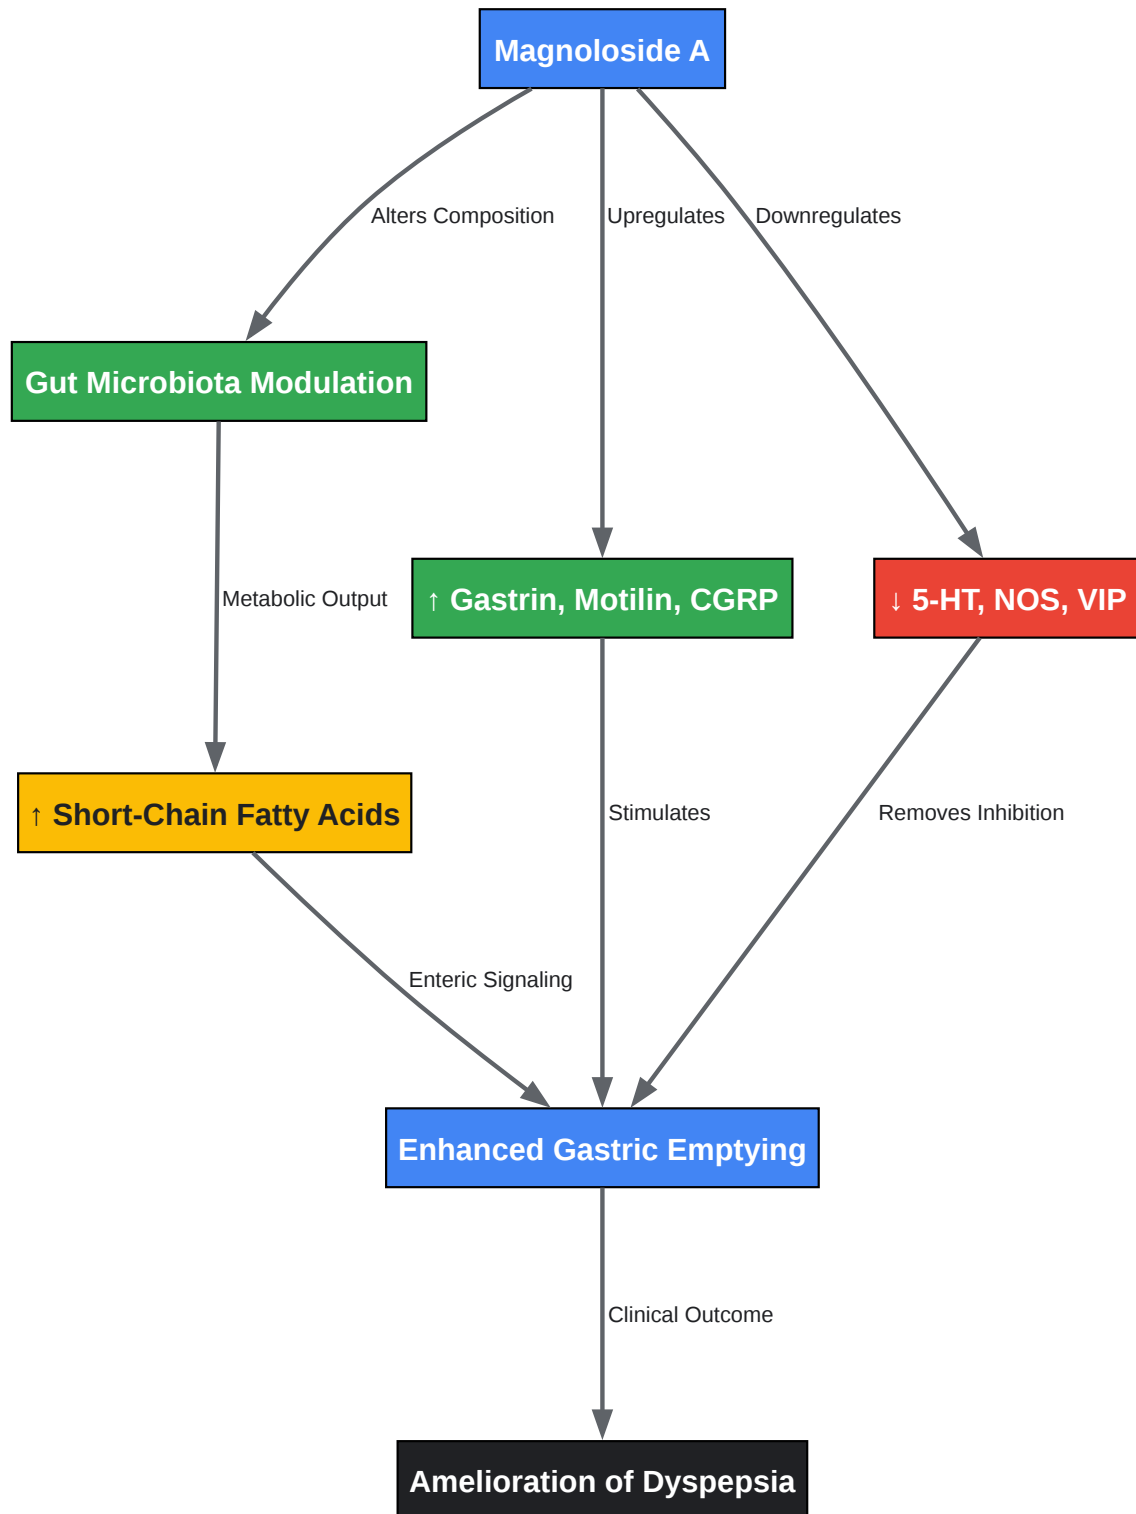 Magnoloside A
Alters Composition
Upregulates
Downregulates
Gut Microbiota Modulation
Metabolic Output
↑ Gastrin, Motilin, CGRP
↓ 5-HT, NOS, VIP
↑ Short-Chain Fatty Acids
Stimulates
Removes Inhibition
Enteric Signaling
Enhanced Gastric Emptying
Clinical Outcome
Amelioration of Dyspepsia